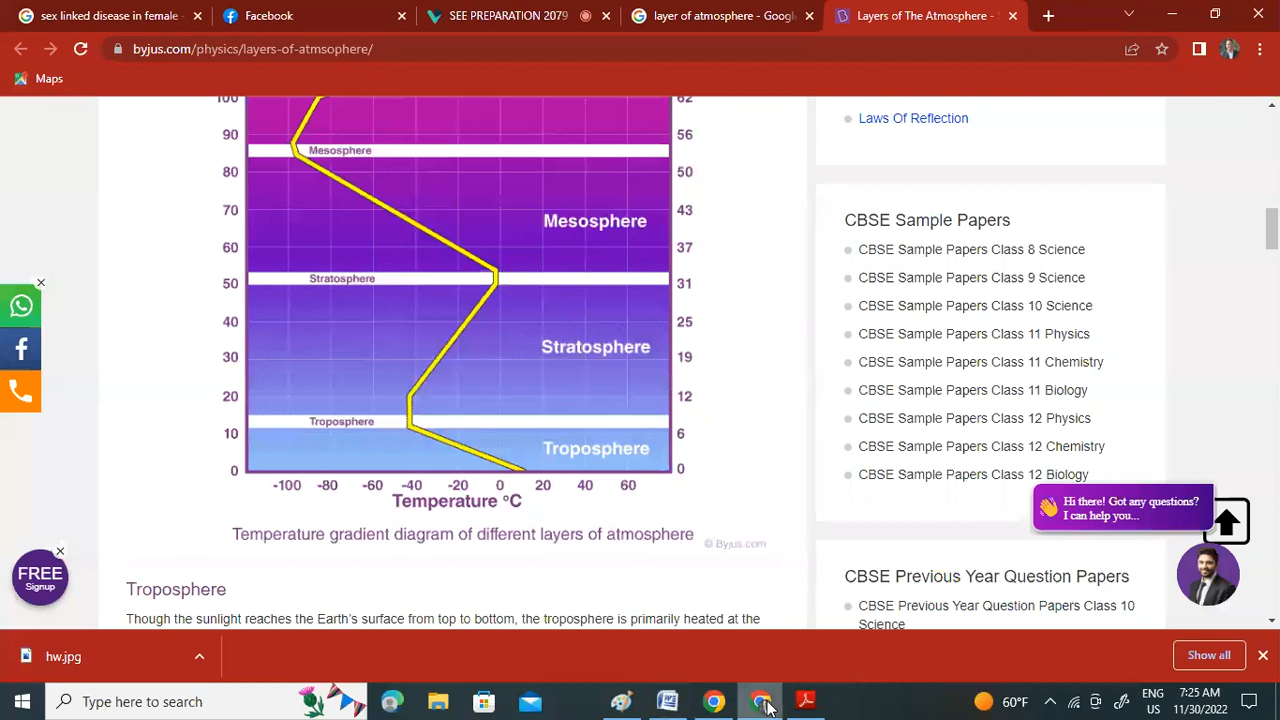 sex linked disease in female -
Facebook
SEE PREPARATION 2079
layer of atmosphere - Google
Layers of The Atmosphere -
byjus.com/physics/layers-of-atmsophere/
Maps
100
62
90
56
Mesosphere
80
50
70
43
Mesosphere
60
37
Stratosphere
50
31
40
25
Stratosphere
30
19
20
12
Troposphere
10
6
Troposphere
0
0
-100 -80 -60 -40 -20 0 20 40 60
Temperature °C
Temperature gradient diagram of different layers of atmosphere
© Byjus.com
Troposphere
Though the sunlight reaches the Earth's surface from top to bottom, the troposphere is primarily heated at the
Laws Of Reflection
CBSE Sample Papers
CBSE Sample Papers Class 8 Science
CBSE Sample Papers Class 9 Science
CBSE Sample Papers Class 10 Science
CBSE Sample Papers Class 11 Physics
CBSE Sample Papers Class 11 Chemistry
CBSE Sample Papers Class 11 Biology
CBSE Sample Papers Class 12 Physics
CBSE Sample Papers Class 12 Chemistry
CBSE Sample Papers Class 12 Biology
Hi there! Got any questions?
I can help you...
CBSE Previous Year Question Papers
CBSE Previous Year Question Papers Class 10
Science
FREE
Signup
hw.jpg
Show all
Type here to search
60°F
ENG
US
7:25 AM
11/30/2022